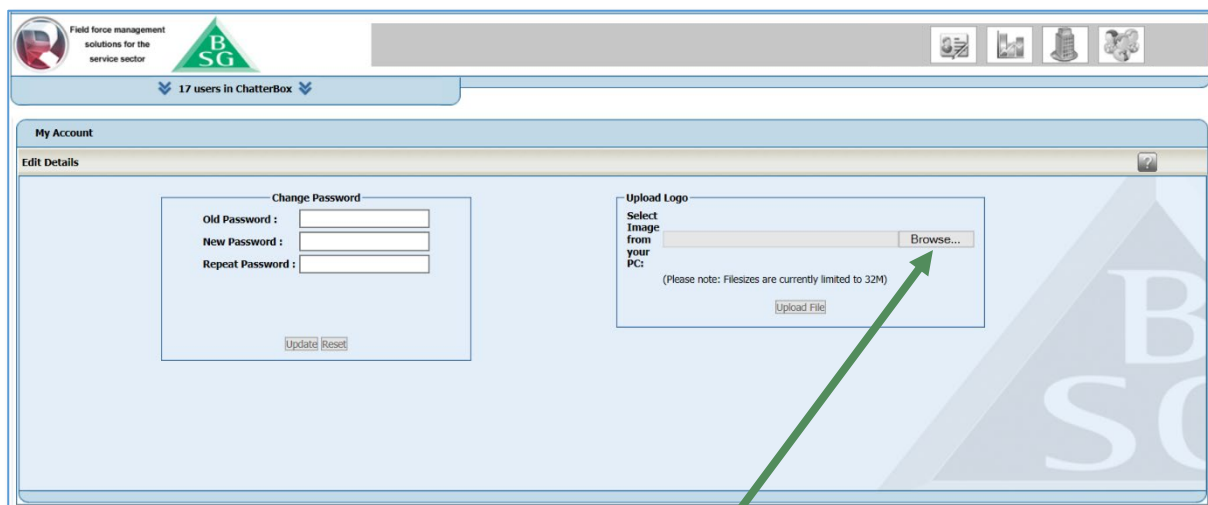 Field force management
solutions for the
service sector
B
SG
17 users in ChatterBox
My Account
Edit Details
?
Change Password
Old Password :
New Password :
Repeat Password :
Update Reset
Upload Logo
Select
Image
from
your
PC:
Browse...
(Please note: Filesizes are currently limited to 32M)
Upload File
B
SG